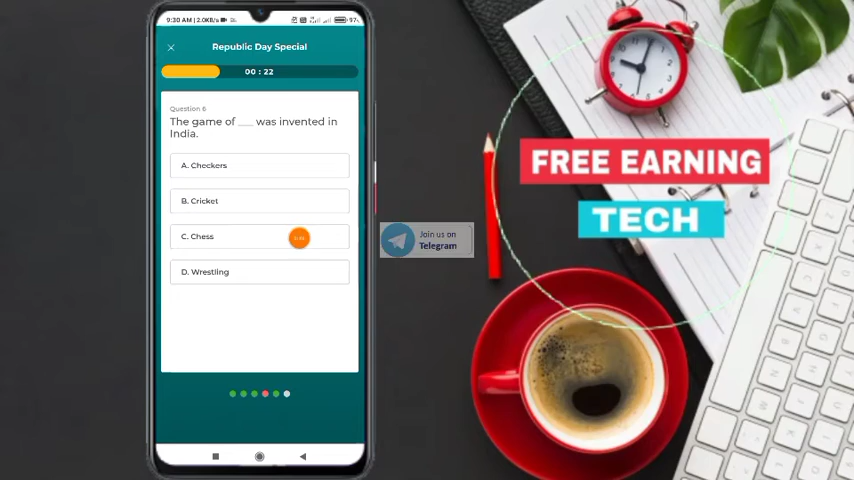 9:30 AM | 2.0KB/s
97
Republic Day Special
00 : 22
Question 6
The game of ___ was invented in
India.
A. Checkers
B. Cricket
C. Chess
D. Wrestling
Join us on
Telegram
FREE EARNING
TECH